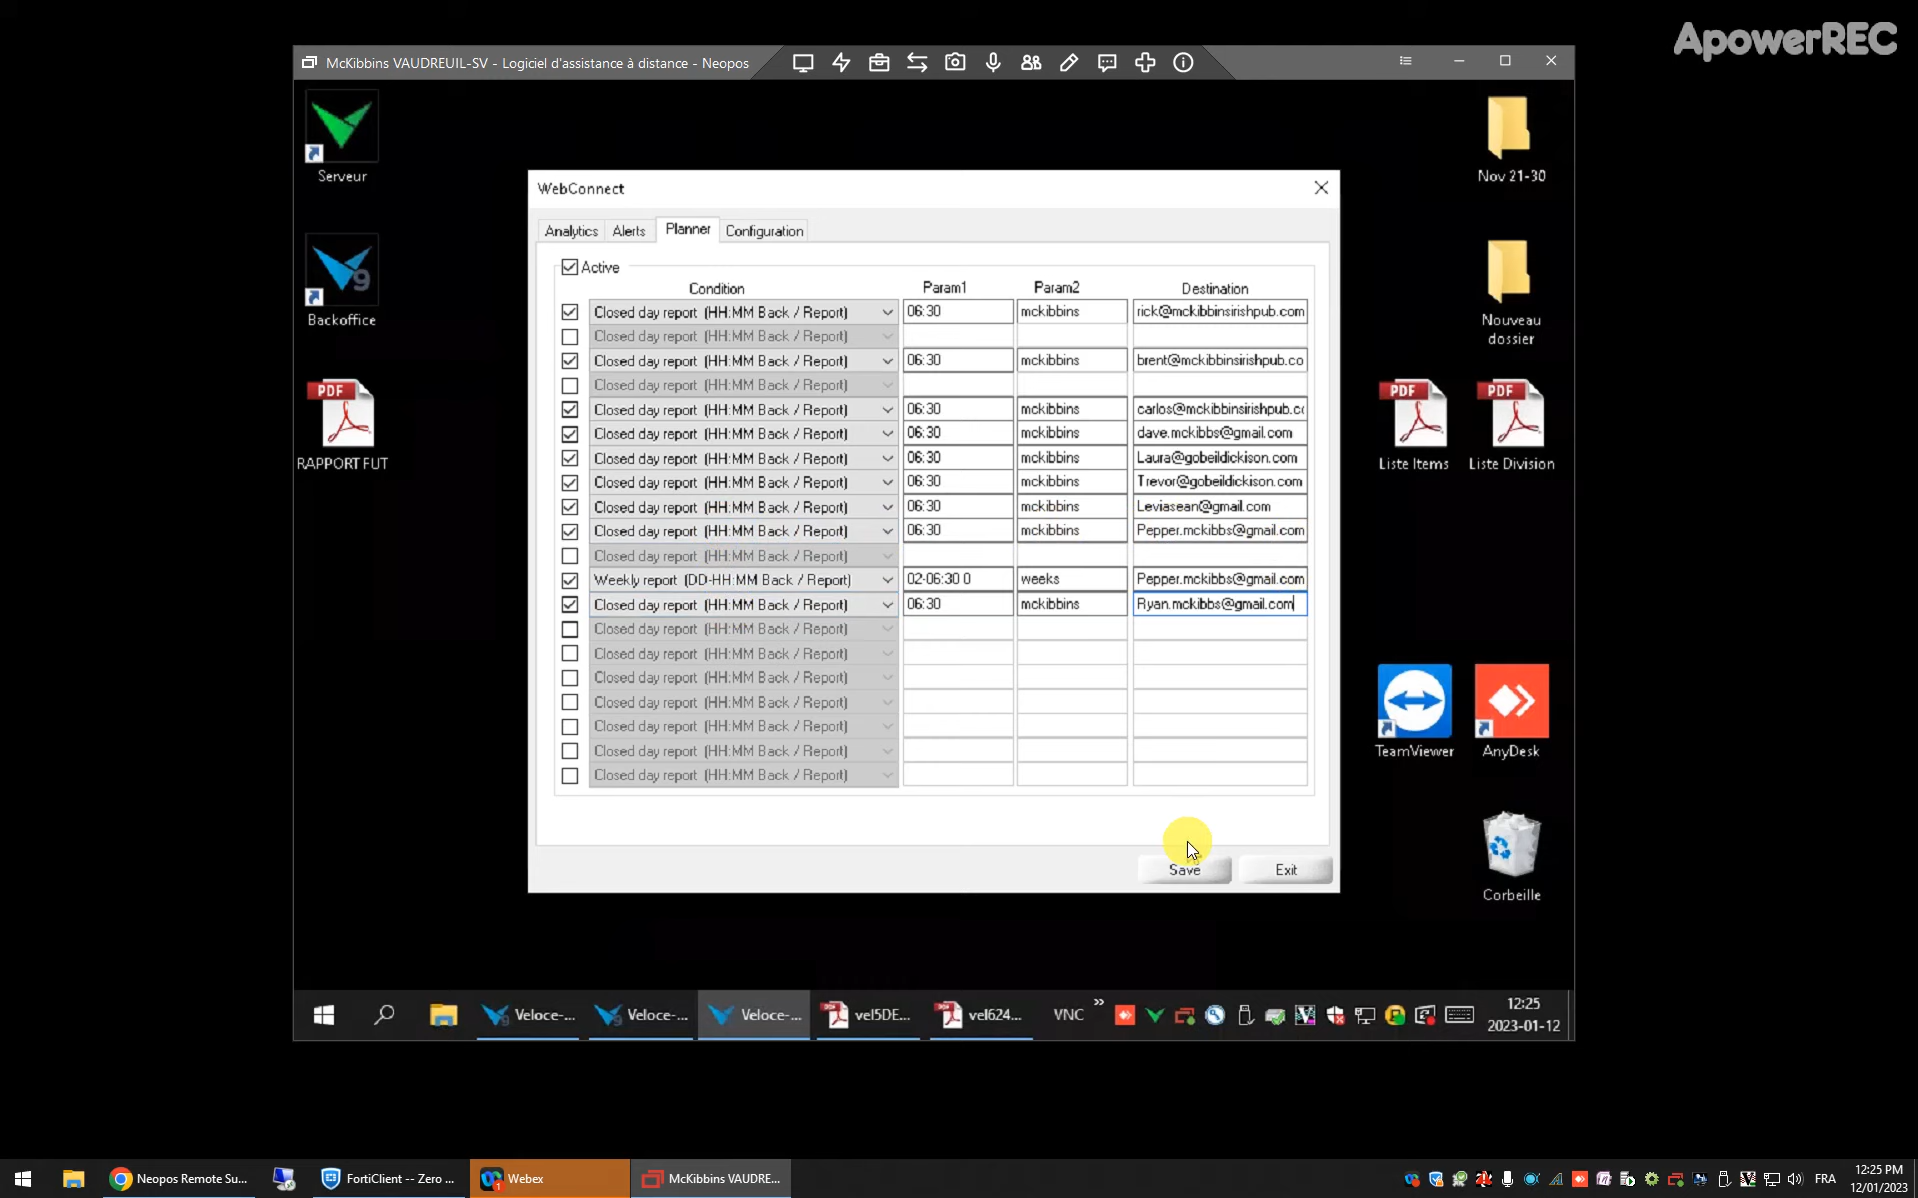 ApowerREC
McKibbins VAUDREUIL-SV - Logiciel d'assistance à distance - Neopos
Serveur
Nov 21-30
Backoffice
Nouveau
dossier
PDF
RAPPORT FUT
PDF
Liste Items
PDF
Liste Division
TeamViewer
AnyDesk
Corbeille
WebConnect
Analytics Alerts Planner Configuration
Active
Condition Param1 Param2 Destination
Closed day report (HH:MM Back / Report) 06:30 mckibbins rick@mckibbinsirishpub.com
Closed day report (HH:MM Back / Report)
Closed day report (HH:MM Back / Report) 06:30 mckibbins brent@mckibbinsirishpub.co
Closed day report (HH:MM Back / Report)
Closed day report (HH:MM Back / Report) 06:30 mckibbins carlos@mckibbinsirishpub.c
Closed day report (HH:MM Back / Report) 06:30 mckibbins dave.mckibbs@gmail.com
Closed day report (HH:MM Back / Report) 06:30 mckibbins Laura@gobeildickison.com
Closed day report (HH:MM Back / Report) 06:30 mckibbins Trevor@gobeildickison.com
Closed day report (HH:MM Back / Report) 06:30 mckibbins Leviasean@gmail.com
Closed day report (HH:MM Back / Report) 06:30 mckibbins Pepper.mckibbs@gmail.com
Closed day report (HH:MM Back / Report)
Weekly report (DD-HH:MM Back / Report) 02-06:30 0 weeks Pepper.mckibbs@gmail.com
Closed day report (HH:MM Back / Report) 06:30 mckibbins Ryan.mckibbs@gmail.com
Closed day report (HH:MM Back / Report)
Closed day report (HH:MM Back / Report)
Closed day report (HH:MM Back / Report)
Closed day report (HH:MM Back / Report)
Closed day report (HH:MM Back / Report)
Closed day report (HH:MM Back / Report)
Closed day report (HH:MM Back / Report)
Save Exit
Veloce-... Veloce-... Veloce-... vel5DE... vel624... VNC 12:25
2023-01-12
Neopos Remote Su... FortiClient -- Zero ... Webex McKibbins VAUDRE... FRA 12:25 PM
12/01/2023